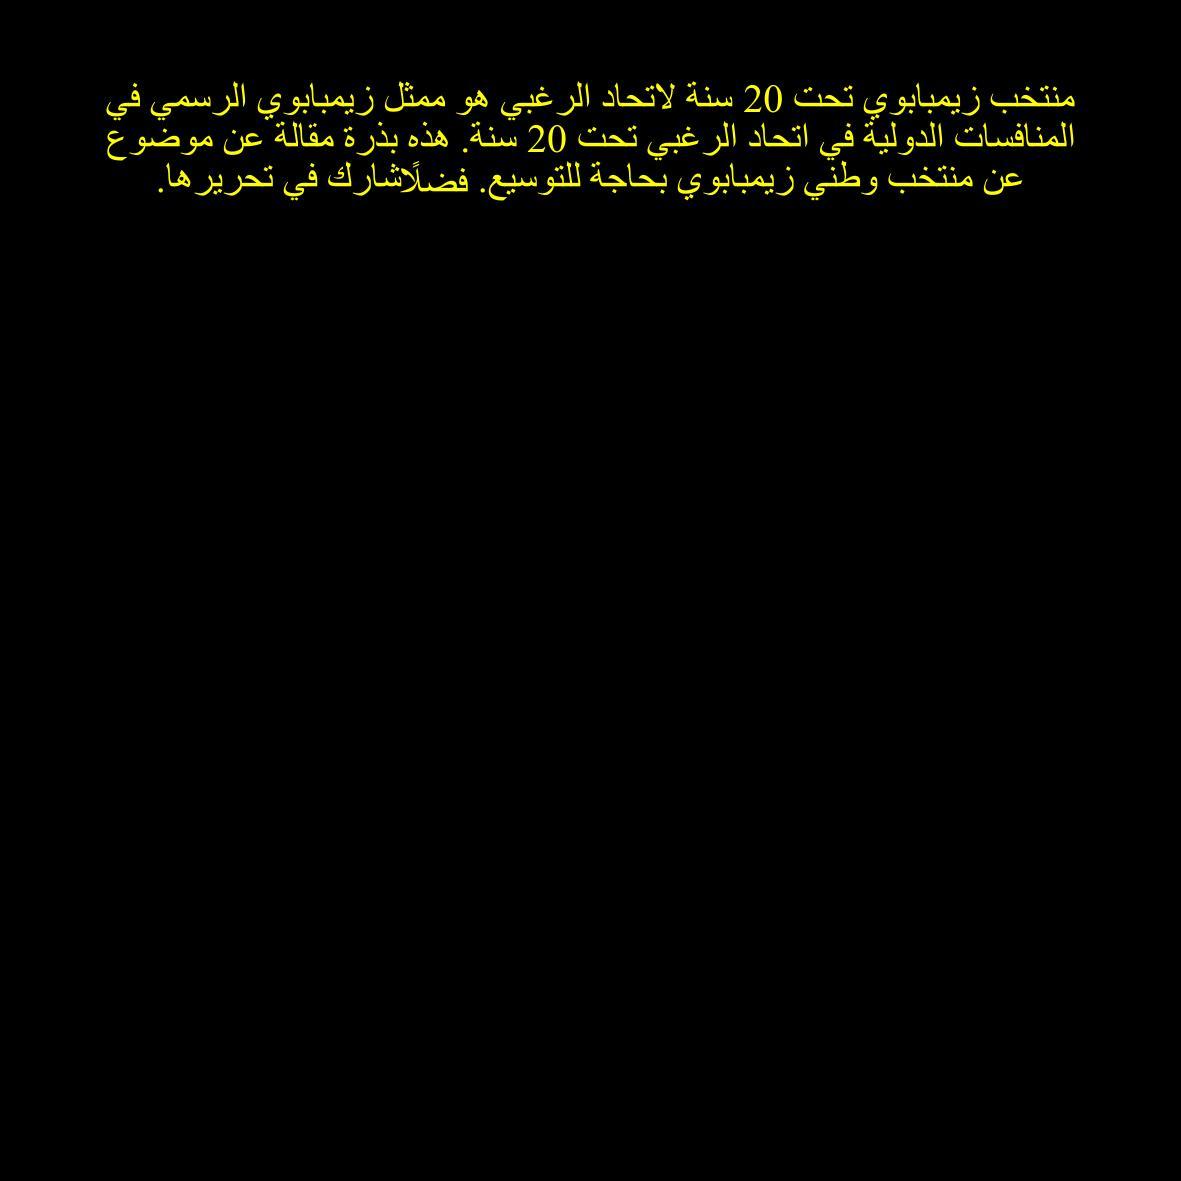 منتخب زيمبابوي تحت 20 سنة لاتحاد الرغبي هو ممثل زيمبابوي الرسمي في
المنافسات الدولية في اتحاد الرغبي تحت 20 سنة. هذه بذرة مقالة عن موضوع
عن منتخب وطني زيمبابوي بحاجة للتوسيع. فضلًاشارك في تحريرها.